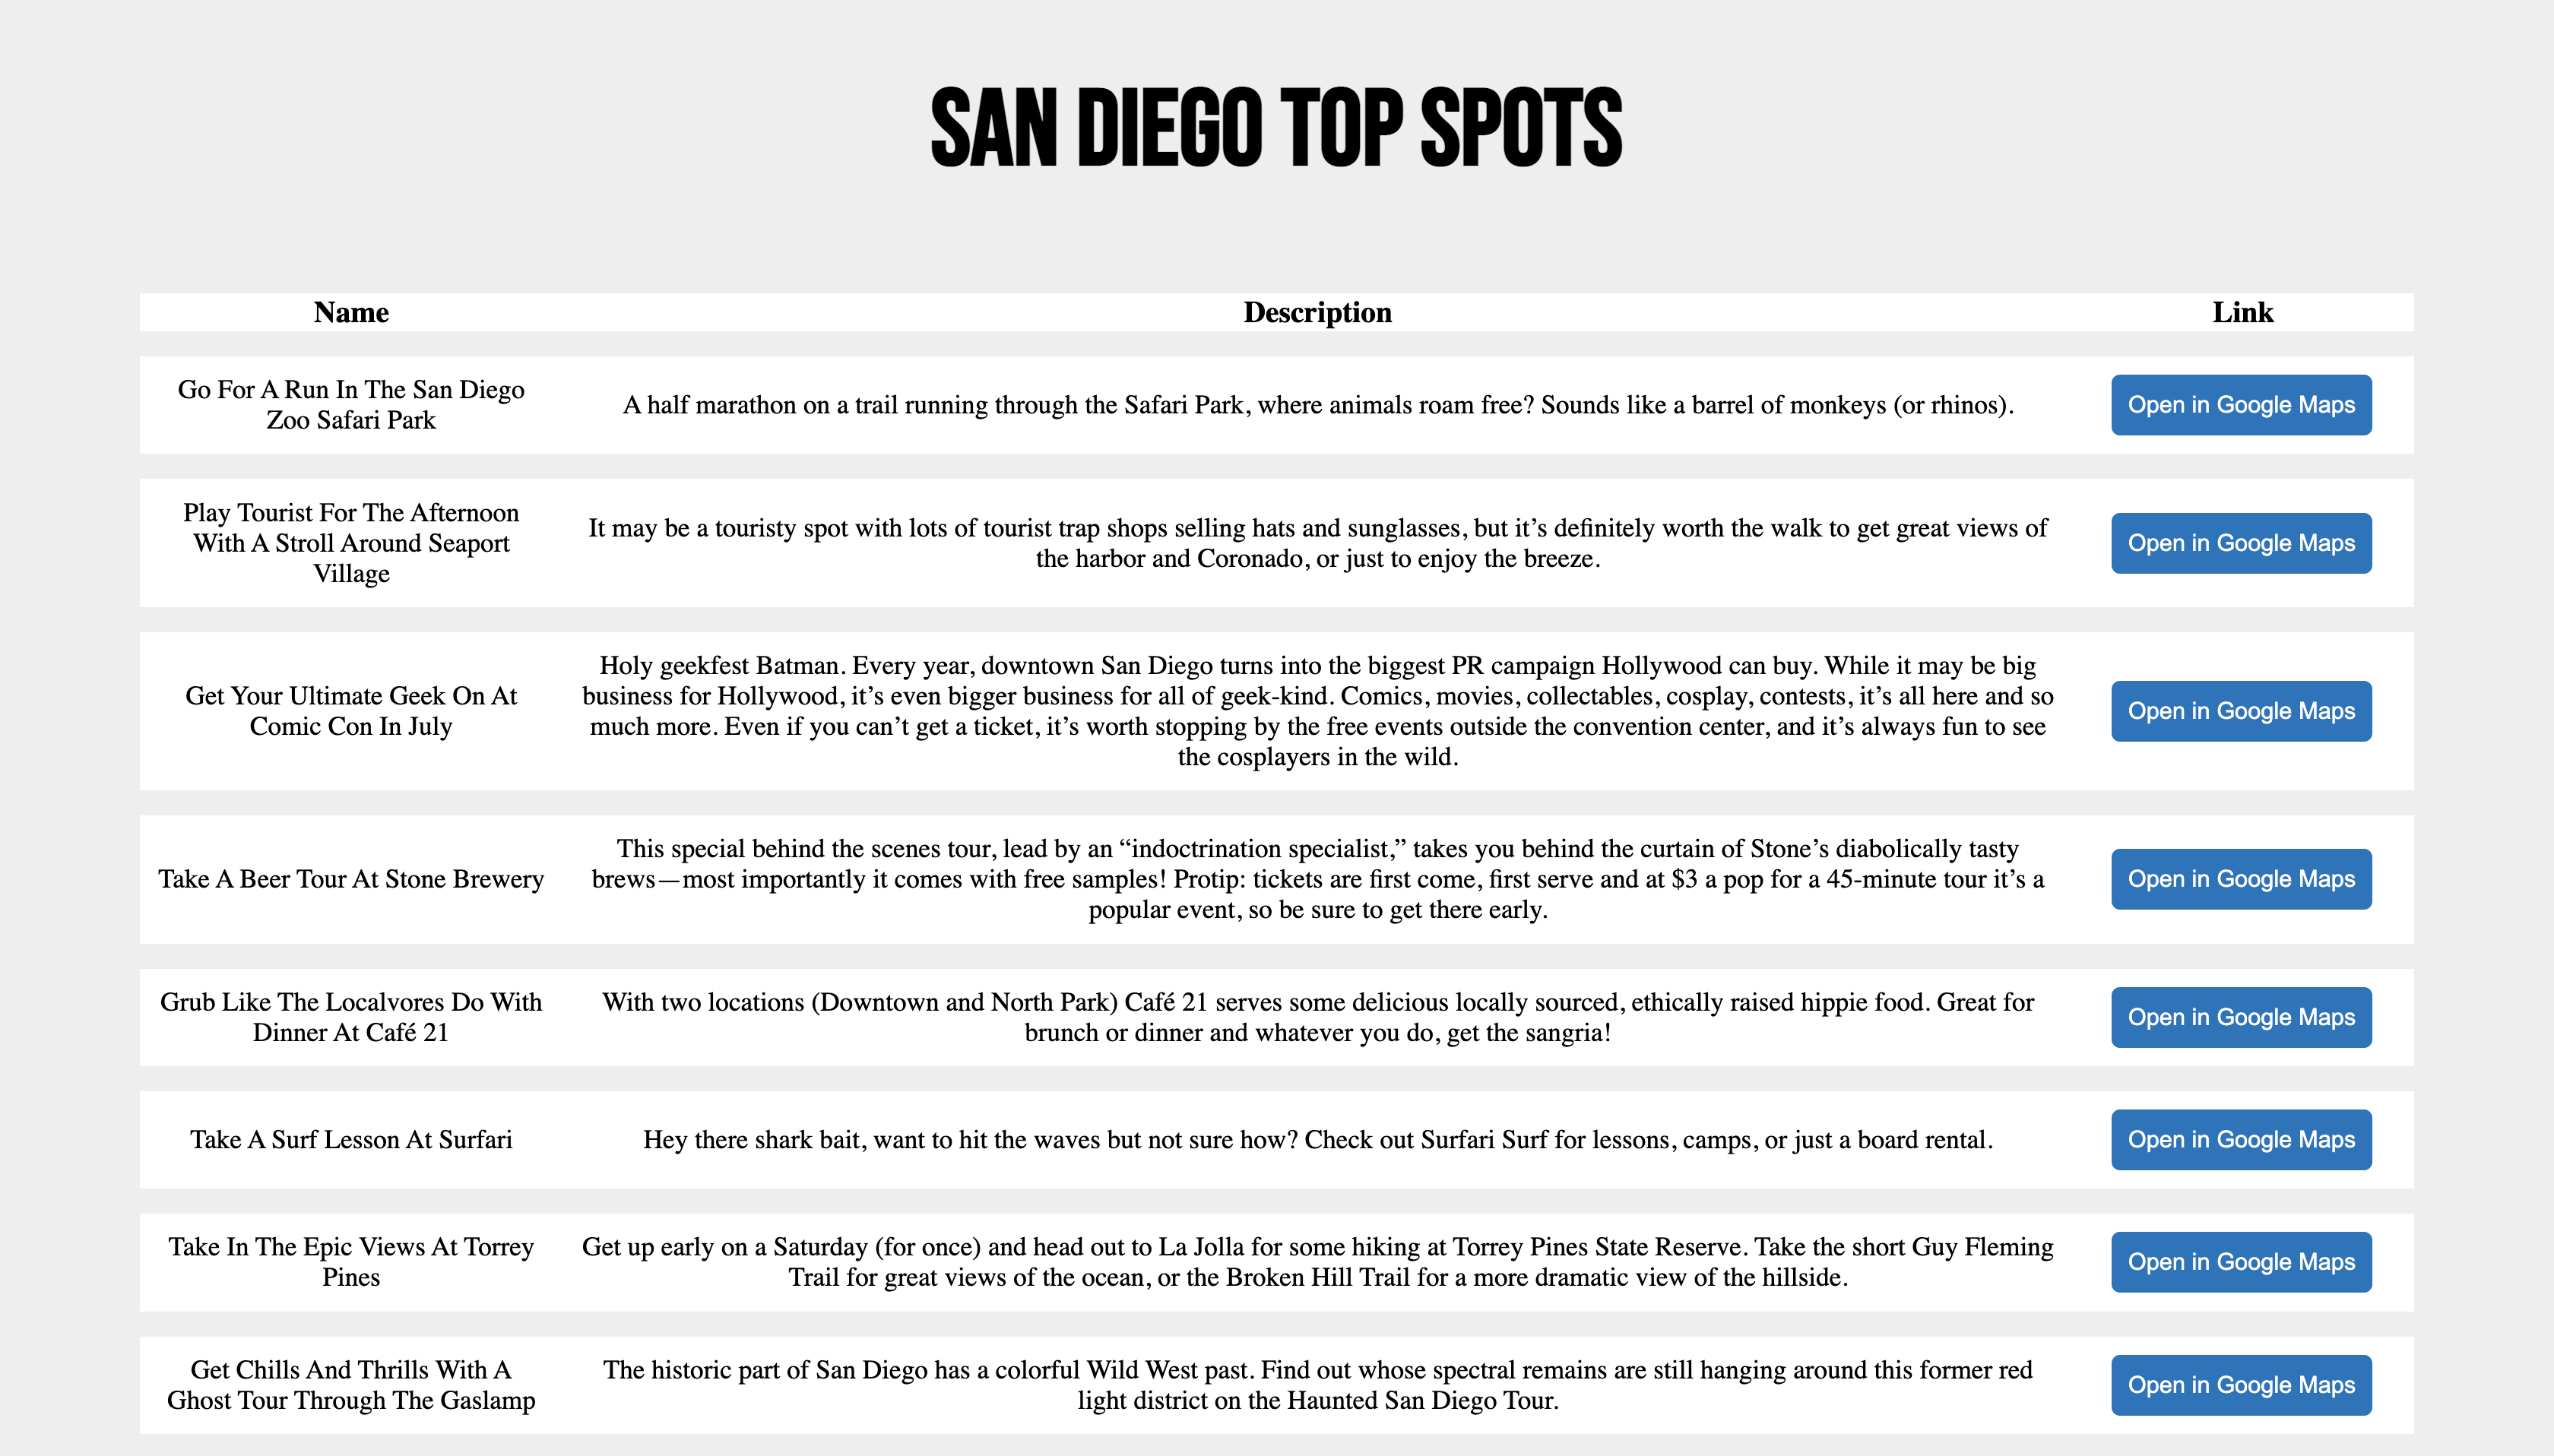 SAN DIEGO TOP SPOTS
Name Description Link
Go For A Run In The San Diego
Zoo Safari Park
A half marathon on a trail running through the Safari Park, where animals roam free? Sounds like a barrel of monkeys (or rhinos).
Open in Google Maps
Play Tourist For The Afternoon
With A Stroll Around Seaport
Village
It may be a touristy spot with lots of tourist trap shops selling hats and sunglasses, but it’s definitely worth the walk to get great views of
the harbor and Coronado, or just to enjoy the breeze.
Open in Google Maps
Get Your Ultimate Geek On At
Comic Con In July
Holy geekfest Batman. Every year, downtown San Diego turns into the biggest PR campaign Hollywood can buy. While it may be big
business for Hollywood, it’s even bigger business for all of geek-kind. Comics, movies, collectables, cosplay, contests, it’s all here and so
much more. Even if you can’t get a ticket, it’s worth stopping by the free events outside the convention center, and it’s always fun to see
the cosplayers in the wild.
Open in Google Maps
Take A Beer Tour At Stone Brewery
This special behind the scenes tour, lead by an “indoctrination specialist,” takes you behind the curtain of Stone’s diabolically tasty
brews—most importantly it comes with free samples! Protip: tickets are first come, first serve and at $3 a pop for a 45-minute tour it’s a
popular event, so be sure to get there early.
Open in Google Maps
Grub Like The Localvores Do With
Dinner At Café 21
With two locations (Downtown and North Park) Café 21 serves some delicious locally sourced, ethically raised hippie food. Great for
brunch or dinner and whatever you do, get the sangria!
Open in Google Maps
Take A Surf Lesson At Surfari
Hey there shark bait, want to hit the waves but not sure how? Check out Surfari Surf for lessons, camps, or just a board rental.
Open in Google Maps
Take In The Epic Views At Torrey
Pines
Get up early on a Saturday (for once) and head out to La Jolla for some hiking at Torrey Pines State Reserve. Take the short Guy Fleming
Trail for great views of the ocean, or the Broken Hill Trail for a more dramatic view of the hillside.
Open in Google Maps
Get Chills And Thrills With A
Ghost Tour Through The Gaslamp
The historic part of San Diego has a colorful Wild West past. Find out whose spectral remains are still hanging around this former red
light district on the Haunted San Diego Tour.
Open in Google Maps